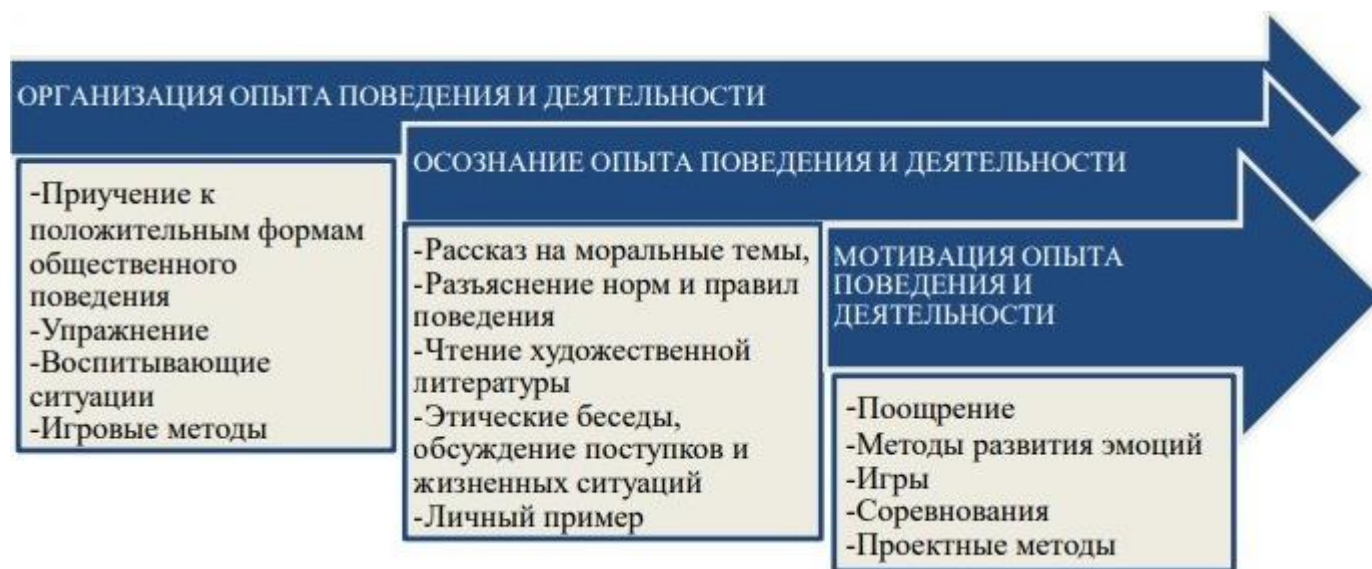 ОРГАНИЗАЦИЯ ОПЫТА ПОВЕДЕНИЯ И ДЕЯТЕЛЬНОСТИ
-Приучение к
положительным формам
общественного
поведения
-Упражнение
-Воспитывающие
ситуации
-Игровые методы
ОСОЗНАНИЕ ОПЫТА ПОВЕДЕНИЯ И ДЕЯТЕЛЬНОСТИ
-Рассказ на моральные темы,
-Разъяснение норм и правил
поведения
-Чтение художественной
литературы
-Этические беседы,
обсуждение поступков и
жизненных ситуаций
-Личный пример
МОТИВАЦИЯ ОПЫТА
ПОВЕДЕНИЯ И
ДЕЯТЕЛЬНОСТИ
-Поощрение
-Методы развития эмоций
-Игры
-Соревнования
-Проектные методы